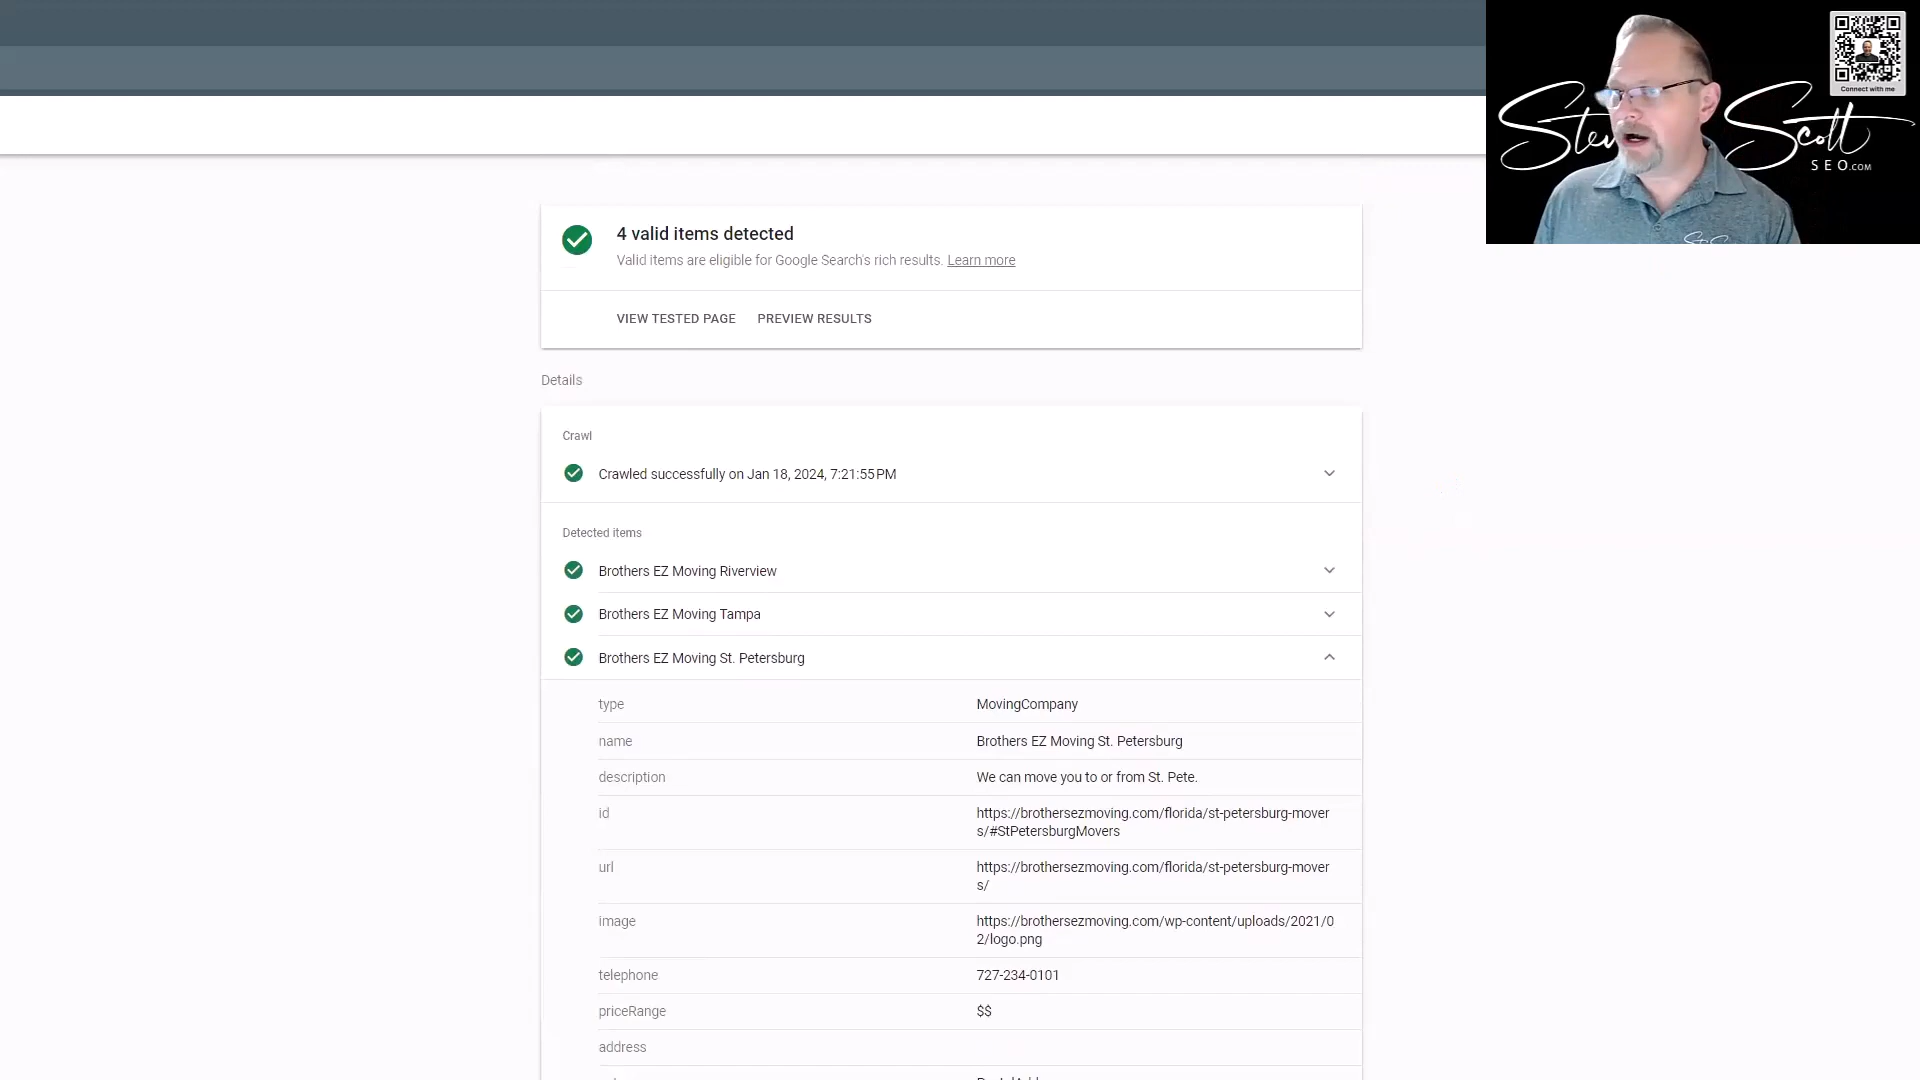 Connect with me
Scott
SEO.COM
4 valid items detected
Valid items are eligible for Google Search's rich results. Learn more
VIEW TESTED PAGE PREVIEW RESULTS
Details
Crawl
Crawled successfully on Jan 18, 2024, 7:21:55 PM
Detected items
Brothers EZ Moving Riverview
Brothers EZ Moving Tampa
Brothers EZ Moving St. Petersburg
type MovingCompany
name Brothers EZ Moving St. Petersburg
description We can move you to or from St. Pete.
id https://brothersezmoving.com/florida/st-petersburg-mover
s/#StPetersburgMovers
url https://brothersezmoving.com/florida/st-petersburg-mover
s/
image https://brothersezmoving.com/wp-content/uploads/2021/0
2/logo.png
telephone 727-234-0101
priceRange $$
address